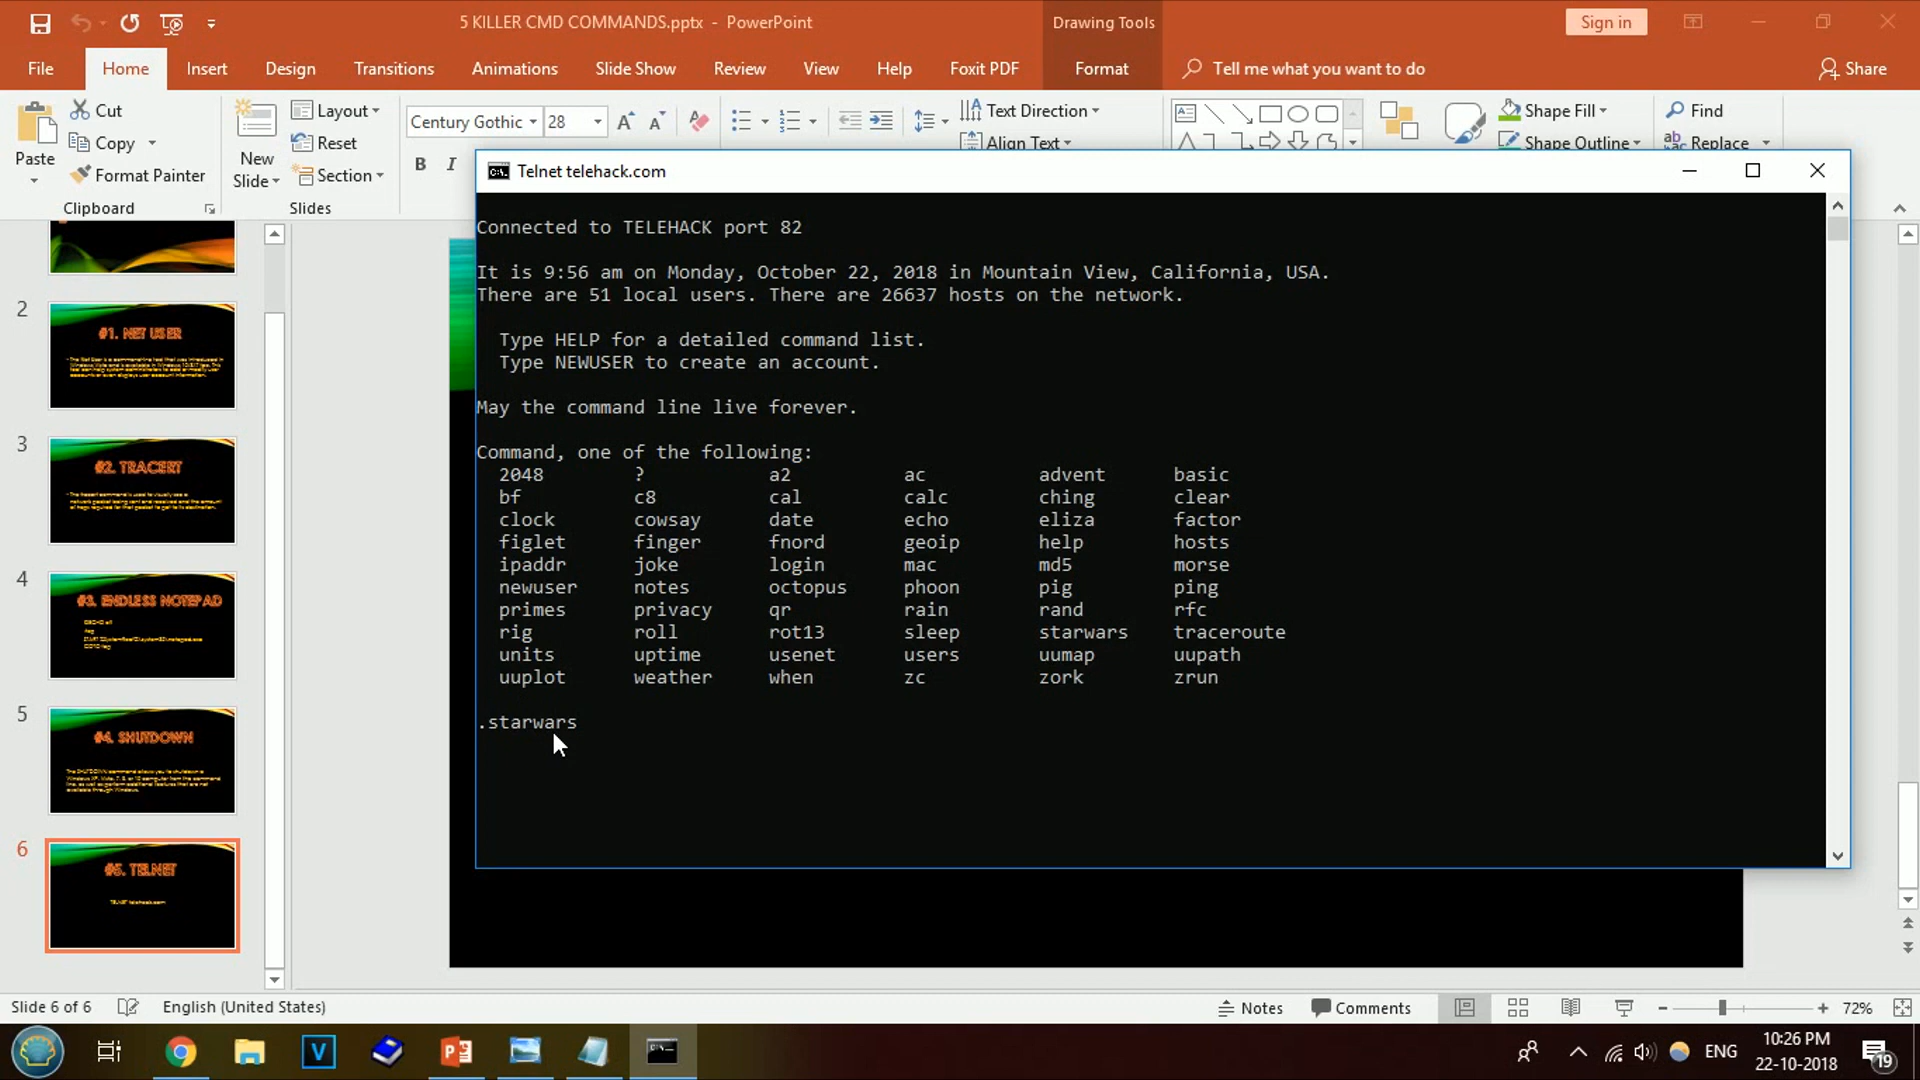 5 KILLER CMD COMMANDS.pptx - PowerPoint
Drawing Tools
Sign in
File
Home
Insert
Design
Transitions
Animations
Slide Show
Review
View
Help
Foxit PDF
Format
Tell me what you want to do
Share
Paste
Cut
Copy
Format Painter
Clipboard
New Slide
Layout
Reset
Section
Slides
Century Gothic
28
B I
Text Direction
Align Text
Shape Fill
Shape Outline
Find
Replace
Telnet telehack.com
Connected to TELEHACK port 82
It is 9:56 am on Monday, October 22, 2018 in Mountain View, California, USA.
There are 51 local users. There are 26637 hosts on the network.
Type HELP for a detailed command list.
Type NEWUSER to create an account.
May the command line live forever.
Command, one of the following:
2048 ? a2 ac advent basic
bf c8 cal calc ching clear
clock cowsay date echo eliza factor
figlet finger fnord geoip help hosts
ipaddr joke login mac md5 morse
newuser notes octopus phoon pig ping
primes privacy qr rain rand rfc
rig roll rot13 sleep starwars traceroute
units uptime usenet users uumap uupath
uuplot weather when zc zork zrun
.starwars
2
#1. NET USER
3
#2. TRACERT
4
#3. ENDLESS NOTEPAD
5
#4. SHUTDOWN
6
#5. TELNET
TELNET telehack.com
Slide 6 of 6
English (United States)
Notes
Comments
72%
V
ENG
10:26 PM
22-10-2018
19